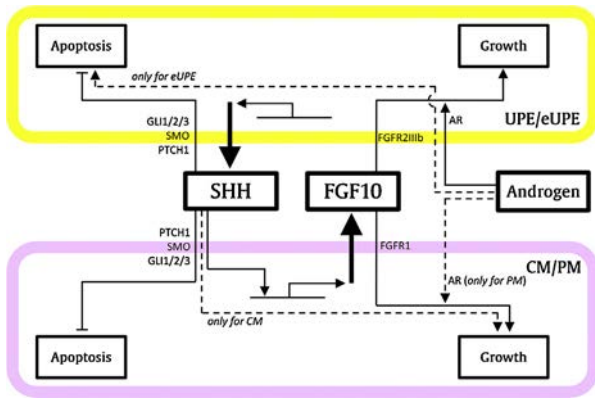 Apoptosis
Growth
only for eUPE
GLI1/2/3
SMO
PTCH1
FGFR2IIIb
AR
UPE/eUPE
SHH
FGF10
Androgen
PTCH1
SMO
GLI1/2/3
FGFR1
CM/PM
AR (only for PM)
only for CM
Apoptosis
Growth